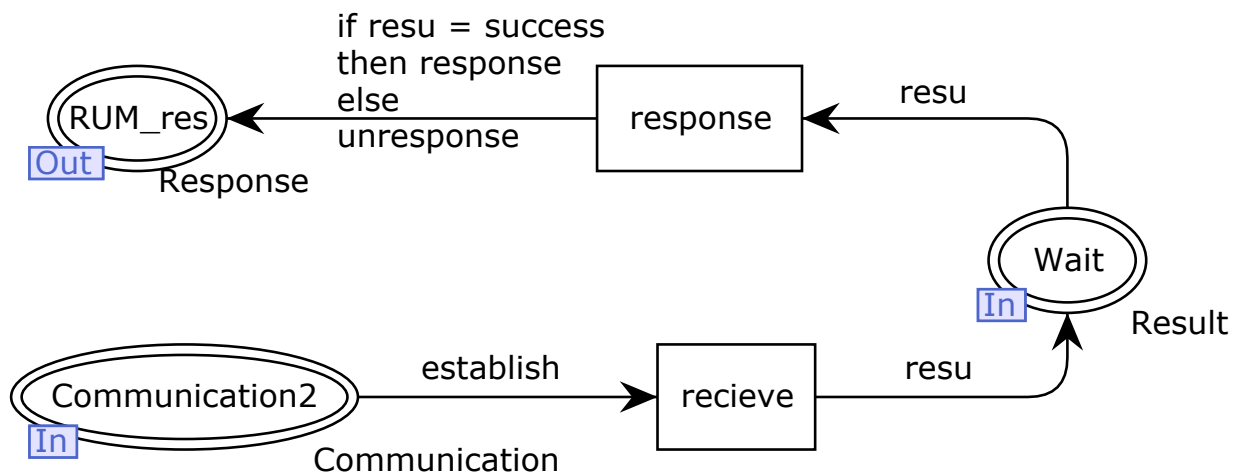 if resu = success
then response
else
unresponse
RUM_res
response
resu
Out
Response
Wait
In
Result
Communication2
establish
recieve
resu
In
Communication